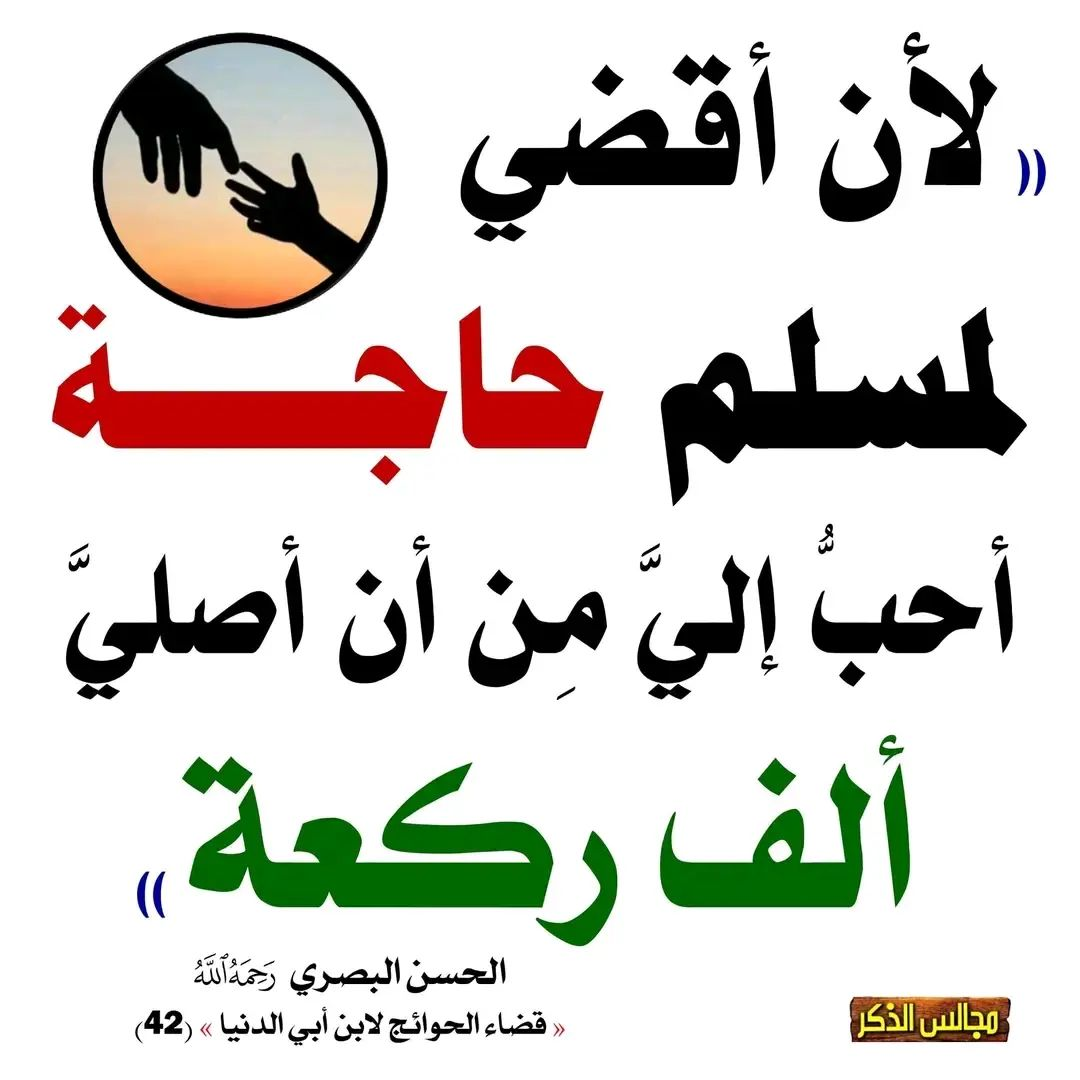 (( لأن أقضي
لمسلم حاجـــة
أحبُّ إليَّ مِن أن أصليَّ
ألف ركعة ))
الحسن البصري رَحِمَهُ ٱللَّهُ
« قضاء الحوائج لابن أبي الدنيا » (42)
مجالس الذكر